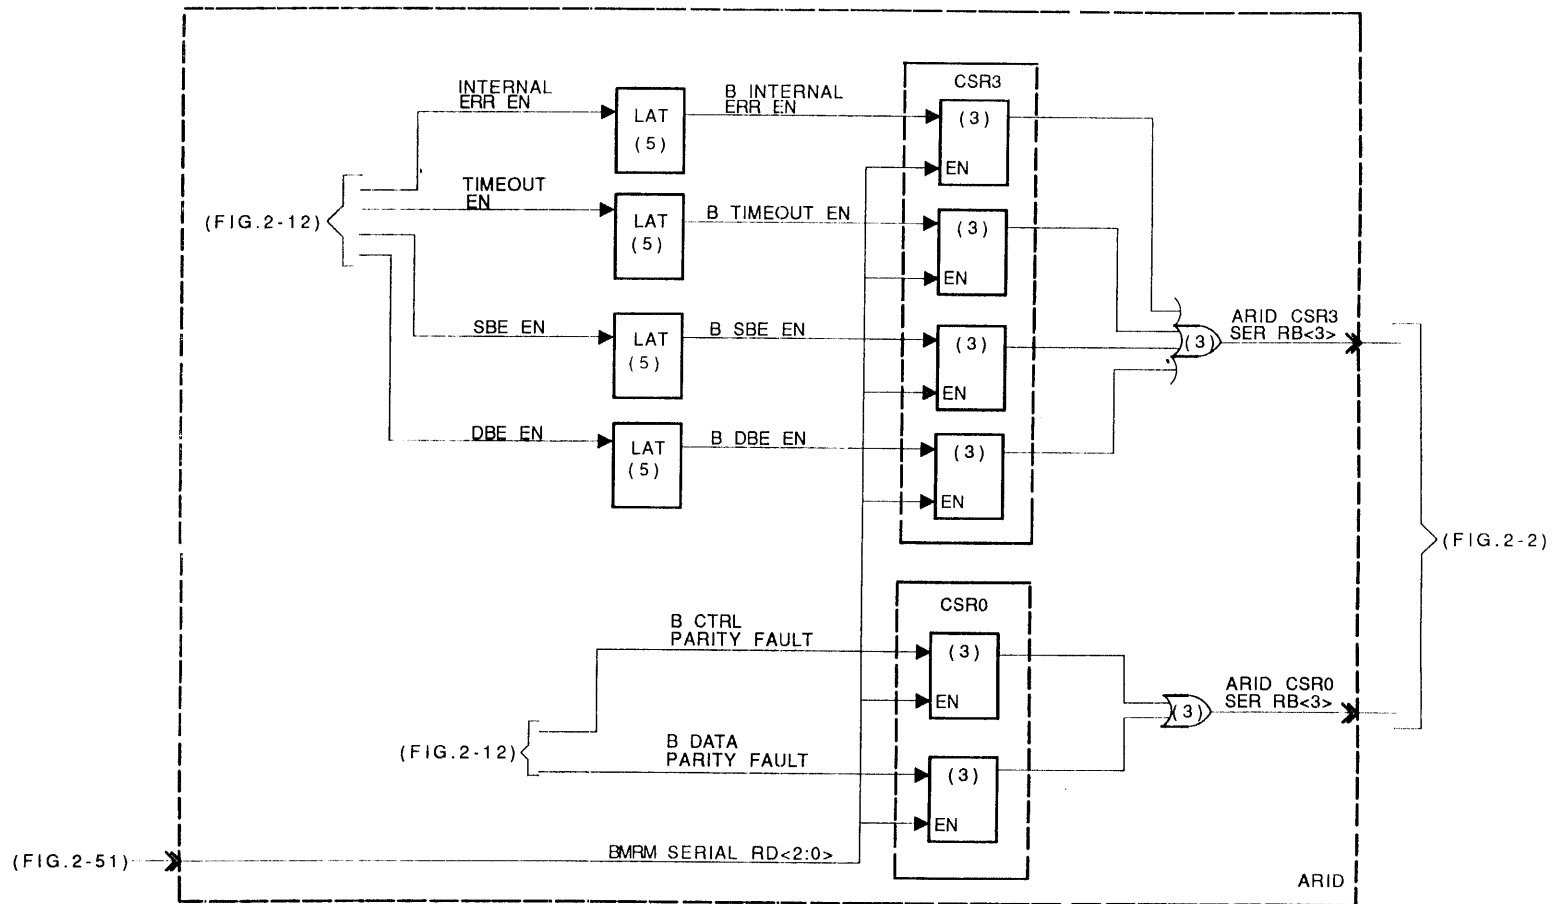 INTERNAL
ERR EN
LAT
(5)
B INTERNAL
ERR EN
CSR3
(3)
EN
TIMEOUT
EN
LAT
(5)
B TIMEOUT EN
(3)
EN
(FIG.2-12)
SBE EN
LAT
(5)
B SBE EN
(3)
EN
(3)
ARID CSR3
SER RB<3>
DBE EN
LAT
(5)
B DBE EN
(3)
EN
(FIG.2-2)
CSR0
B CTRL
PARITY FAULT
(3)
EN
(3)
ARID CSR0
SER RB<3>
(FIG.2-12)
B DATA
PARITY FAULT
(3)
EN
(FIG.2-51)
BMRM SERIAL RD<2:0>
ARID